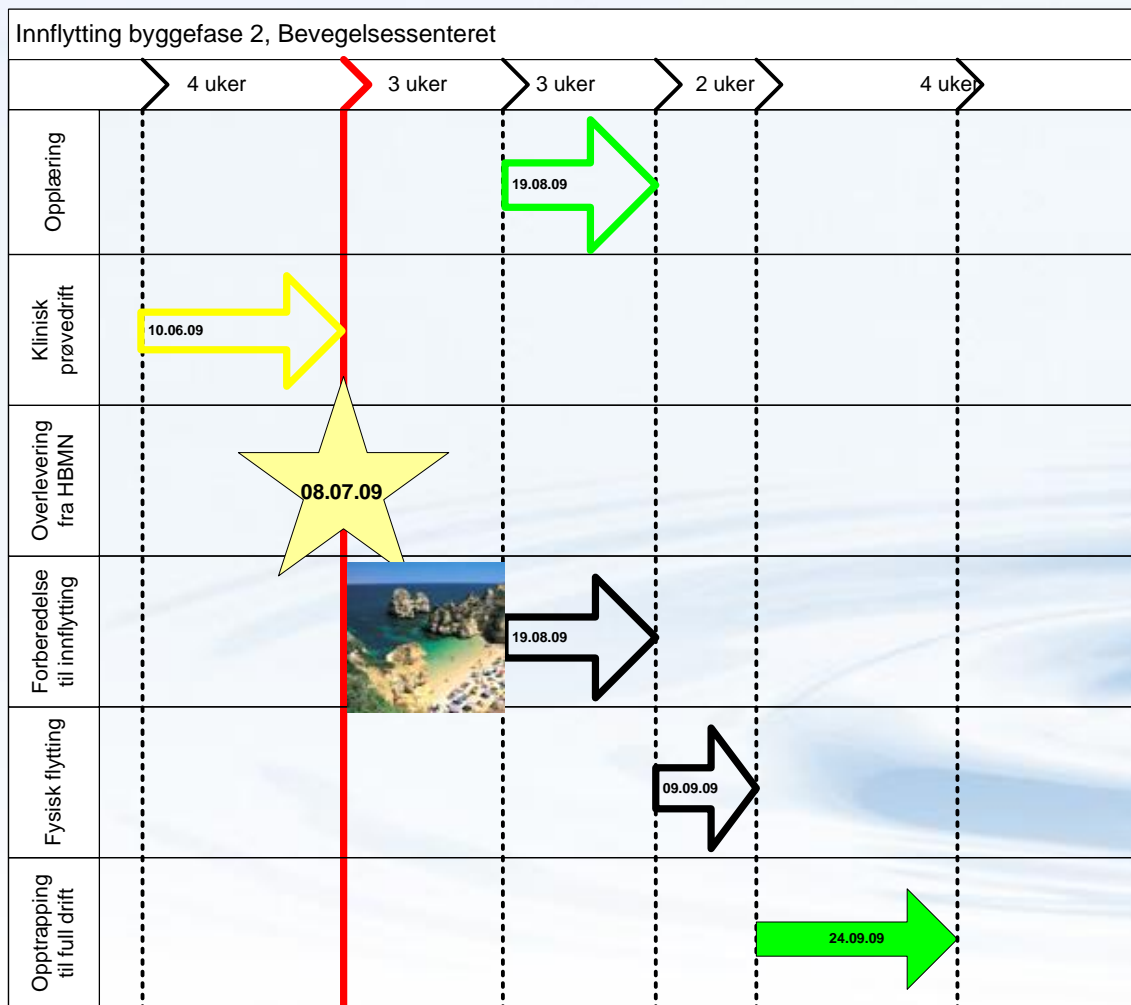 Innflytting byggefase 2, Bevegelsessenteret
4 uker
3 uker
3 uker
2 uker
4 uker
Opplæring
19.08.09
Klinisk
prøvedrift
10.06.09
Overlevering
fra HBMN
08.07.09
Forberedelse
til innflytting
19.08.09
Fysisk flytting
09.09.09
Opptrapping
til full drift
24.09.09